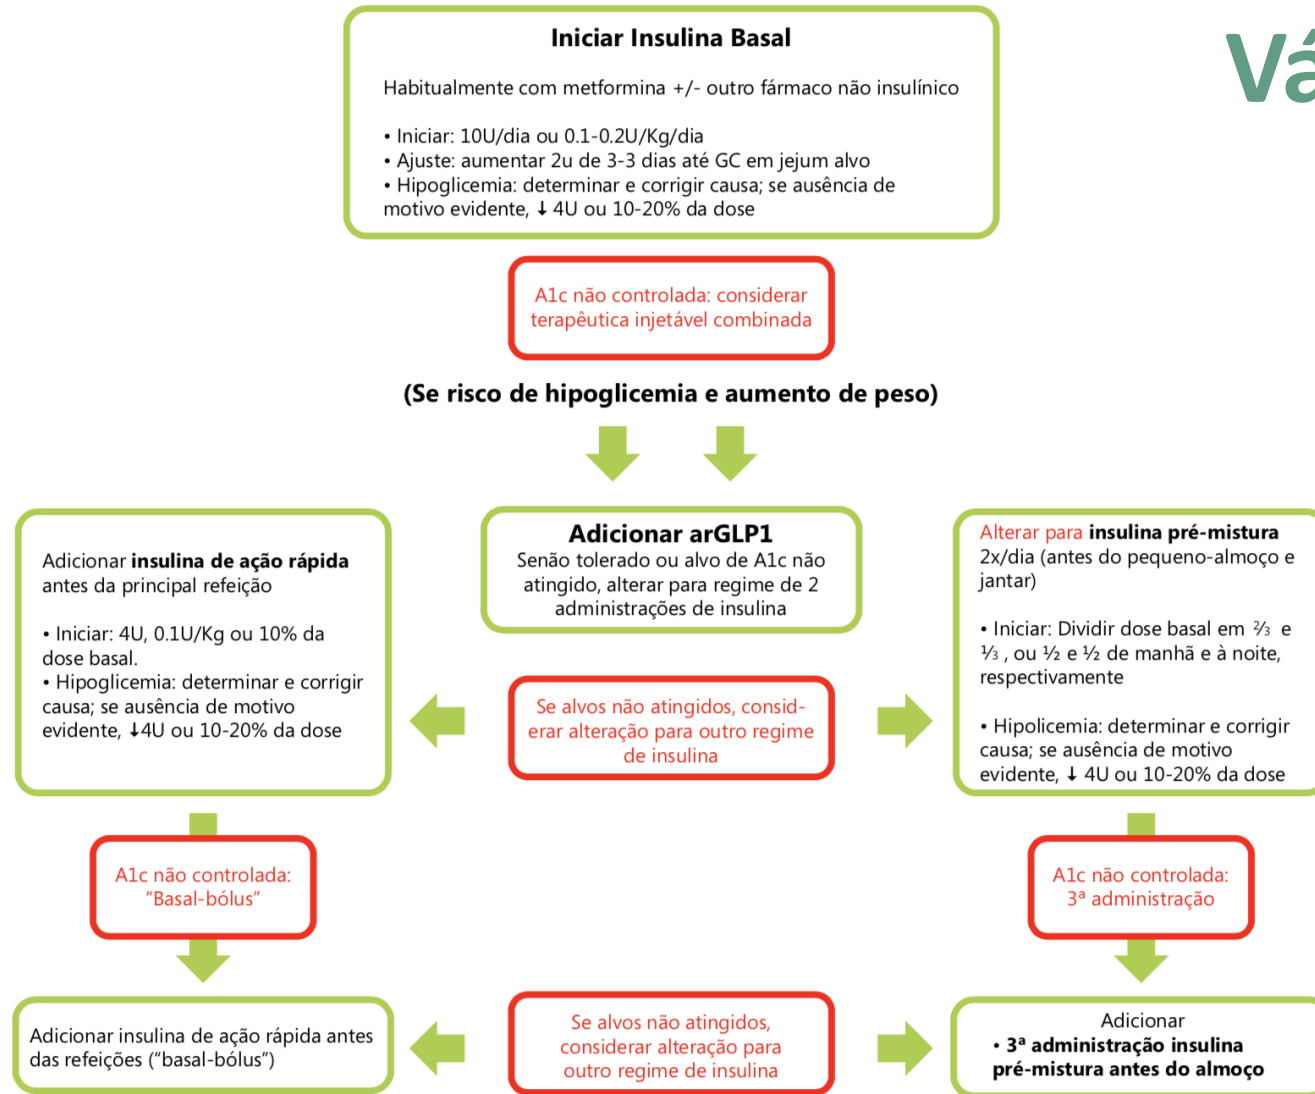 Iniciar Insulina Basal
Vá
Habitualmente com metformina +/- outro fármaco não insulínico
• Iniciar: 10U/dia ou 0.1-0.2U/Kg/dia
• Ajuste: aumentar 2u de 3-3 dias até GC em jejum alvo
• Hipoglicemia: determinar e corrigir causa; se ausência de
motivo evidente, ↓ 4U ou 10-20% da dose
A1c não controlada: considerar
terapêutica injetável combinada
(Se risco de hipoglicemia e aumento de peso)
Adicionar insulina de ação rápida
antes da principal refeição
• Iniciar: 4U, 0.1U/Kg ou 10% da
dose basal.
• Hipoglicemia: determinar e corrigir
causa; se ausência de motivo
evidente, ↓4U ou 10-20% da dose
Adicionar arGLP1
Senão tolerado ou alvo de A1c não
atingido, alterar para regime de 2
administrações de insulina
Alterar para insulina pré-mistura
2x/dia (antes do pequeno-almoço e
jantar)
• Iniciar: Dividir dose basal em ⅔ e
⅓ , ou ½ e ½ de manhã e à noite,
respectivamente
• Hipolicemia: determinar e corrigir
causa; se ausência de motivo
evidente, ↓ 4U ou 10-20% da dose
Se alvos não atingidos, consid-
erar alteração para outro regime
de insulina
A1c não controlada:
“Basal-bólus”
A1c não controlada:
3ª administração
Adicionar insulina de ação rápida antes
das refeições (“basal-bólus”)
Se alvos não atingidos,
considerar alteração para
outro regime de insulina
Adicionar
• 3ª administração insulina
pré-mistura antes do almoço